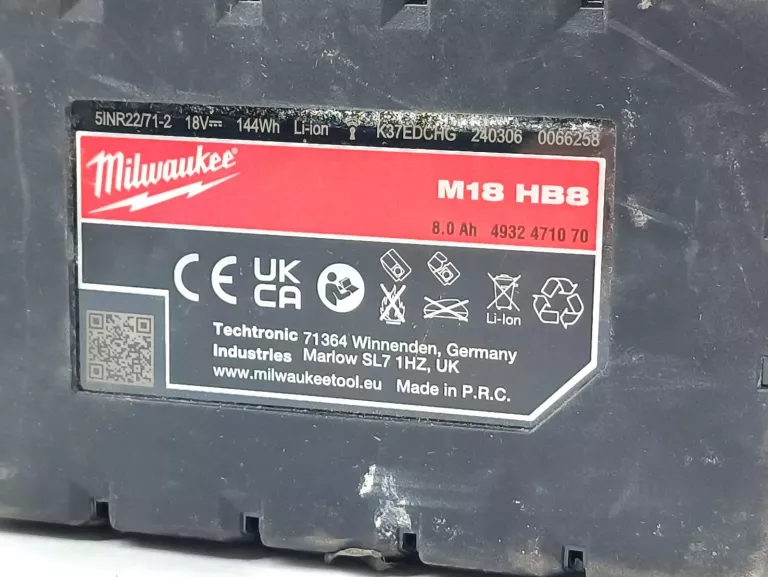 5INR22/71-2 18V 144Wh Li-ion K37EDCHG 240306 0066258
Milwaukee
M18 HB8
8.0 Ah 4932 4710 70
CE UK CA
Li-Ion
Techtronic 71364 Winnenden, Germany
Industries Marlow SL7 1HZ, UK
www.milwaukeetool.eu Made in P.R.C.